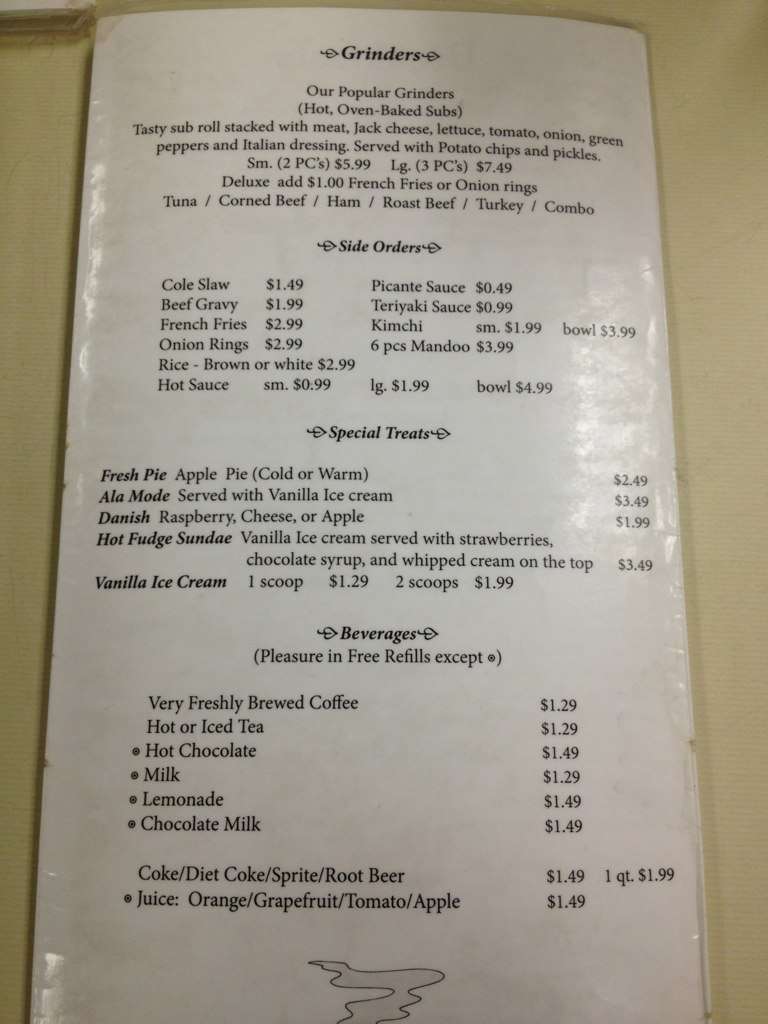 Grinders
Our Popular Grinders
(Hot, Oven-Baked Subs)
Tasty sub roll stacked with meat, Jack cheese, lettuce, tomato, onion, green
peppers and Italian dressing. Served with Potato chips and pickles.
Sm. (2 PC's) $5.99 Lg. (3 PC's) $7.49
Deluxe add $1.00 French Fries or Onion rings
Tuna / Corned Beef / Ham / Roast Beef / Turkey / Combo
Side Orders
Cole Slaw $1.49 Picante Sauce $0.49
Beef Gravy $1.99 Teriyaki Sauce $0.99
French Fries $2.99 Kimchi sm. $1.99 bowl $3.99
Onion Rings $2.99 6 pcs Mandoo $3.99
Rice - Brown or white $2.99
Hot Sauce sm. $0.99 lg. $1.99 bowl $4.99
Special Treats
Fresh Pie Apple Pie (Cold or Warm) $2.49
Ala Mode Served with Vanilla Ice cream $3.49
Danish Raspberry, Cheese, or Apple $1.99
Hot Fudge Sundae Vanilla Ice cream served with strawberries,
chocolate syrup, and whipped cream on the top $3.49
Vanilla Ice Cream 1 scoop $1.29 2 scoops $1.99
Beverages
(Pleasure in Free Refills except ⊛)
Very Freshly Brewed Coffee $1.29
Hot or Iced Tea $1.29
⊛ Hot Chocolate $1.49
⊛ Milk $1.29
⊛ Lemonade $1.49
⊛ Chocolate Milk $1.49
Coke/Diet Coke/Sprite/Root Beer $1.49 1 qt. $1.99
⊛ Juice: Orange/Grapefruit/Tomato/Apple $1.49